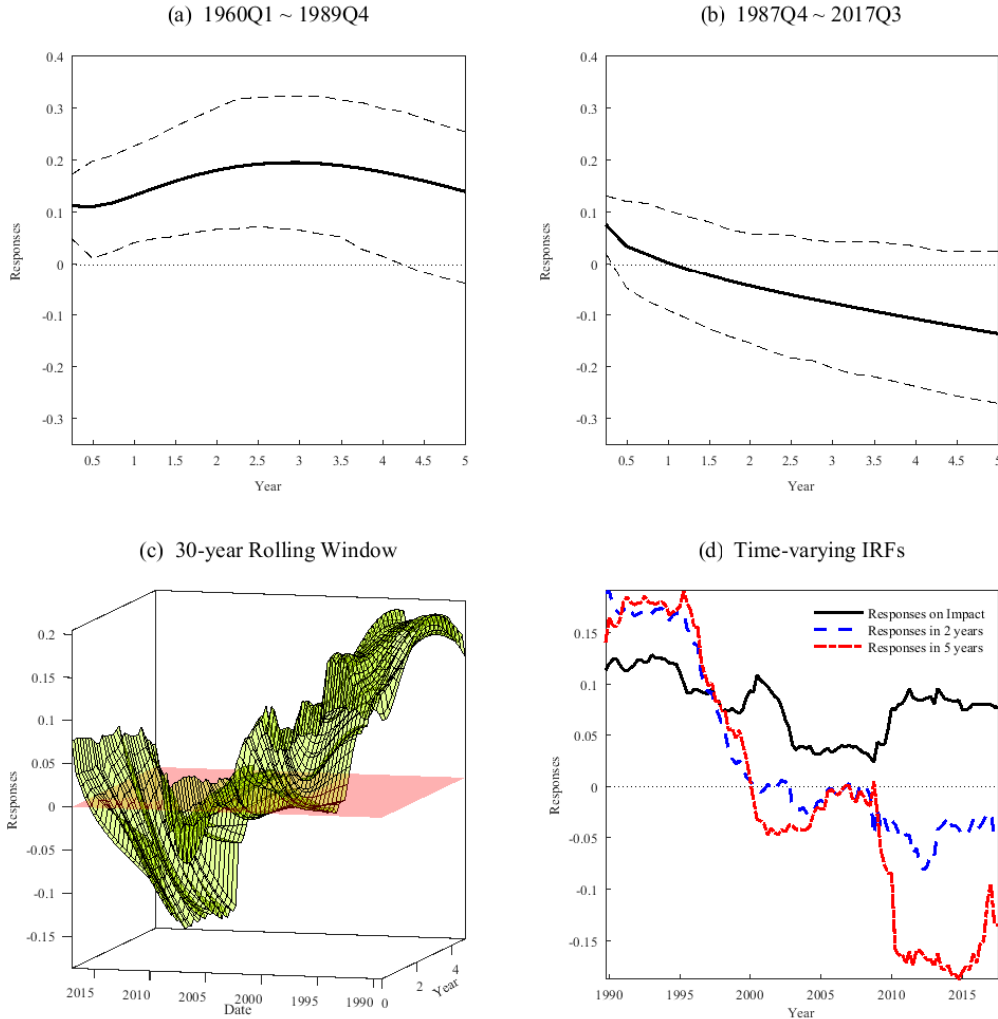 (a) 1960Q1 ~ 1989Q4
0.4
0.3
0.2
0.1
0
-0.1
-0.2
-0.3
Responses
0.5 1 1.5 2 2.5 3 3.5 4 4.5 5
Year
(b) 1987Q4 ~ 2017Q3
0.4
0.3
0.2
0.1
0
-0.1
-0.2
-0.3
Responses
0.5 1 1.5 2 2.5 3 3.5 4 4.5 5
Year
(c) 30-year Rolling Window
0.2
0.15
0.1
0.05
0
-0.05
-0.1
-0.15
Responses
2015 2010 2005 2000 1995 1990
Date
0 2 4
Year
(d) Time-varying IRFs
Responses on Impact
Responses in 2 years
Responses in 5 years
0.15
0.1
0.05
0
-0.05
-0.1
-0.15
Responses
1990 1995 2000 2005 2010 2015
Year